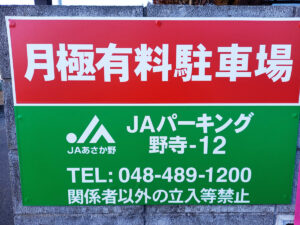 月極有料駐車場
JAパーキング
野寺-12
JAあさか野
TEL: 048-489-1200
関係者以外の立入等禁止